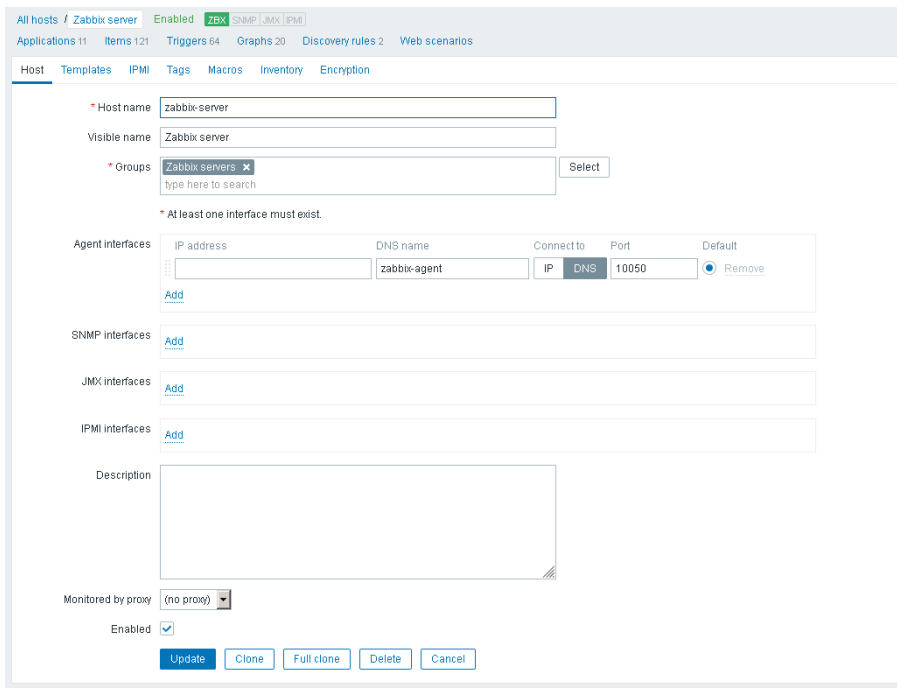 All hosts / Zabbix server Enabled ZBX SNMP JMX IPMI
Applications 11 Items 121 Triggers 64 Graphs 20 Discovery rules 2 Web scenarios
Host Templates IPMI Tags Macros Inventory Encryption
* Host name zabbix-server
Visible name Zabbix server
* Groups Zabbix servers × Select
type here to search
* At least one interface must exist.
Agent interfaces IP address DNS name Connect to Port Default
zabbix-agent IP DNS 10050 Remove
Add
SNMP interfaces Add
JMX interfaces Add
IPMI interfaces Add
Description
Monitored by proxy (no proxy)
Enabled
Update Clone Full clone Delete Cancel